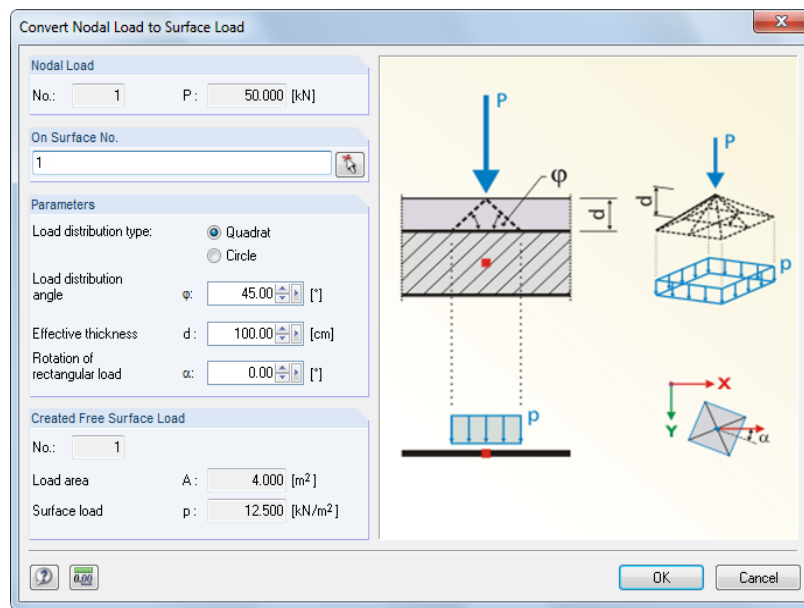 Convert Nodal Load to Surface Load
Nodal Load
No.: 1 P : 50.000 [kN]
On Surface No.
1
Parameters
Load distribution type: Quadrat
Circle
Load distribution
angle φ: 45.00 [°]
Effective thickness d : 100.00 [cm]
Rotation of
rectangular load α: 0.00 [°]
Created Free Surface Load
No.: 1
Load area A : 4.000 [m²]
Surface load p : 12.500 [kN/m²]
P
φ
d
p
P
d
p
X
Y
α
0.00
OK Cancel